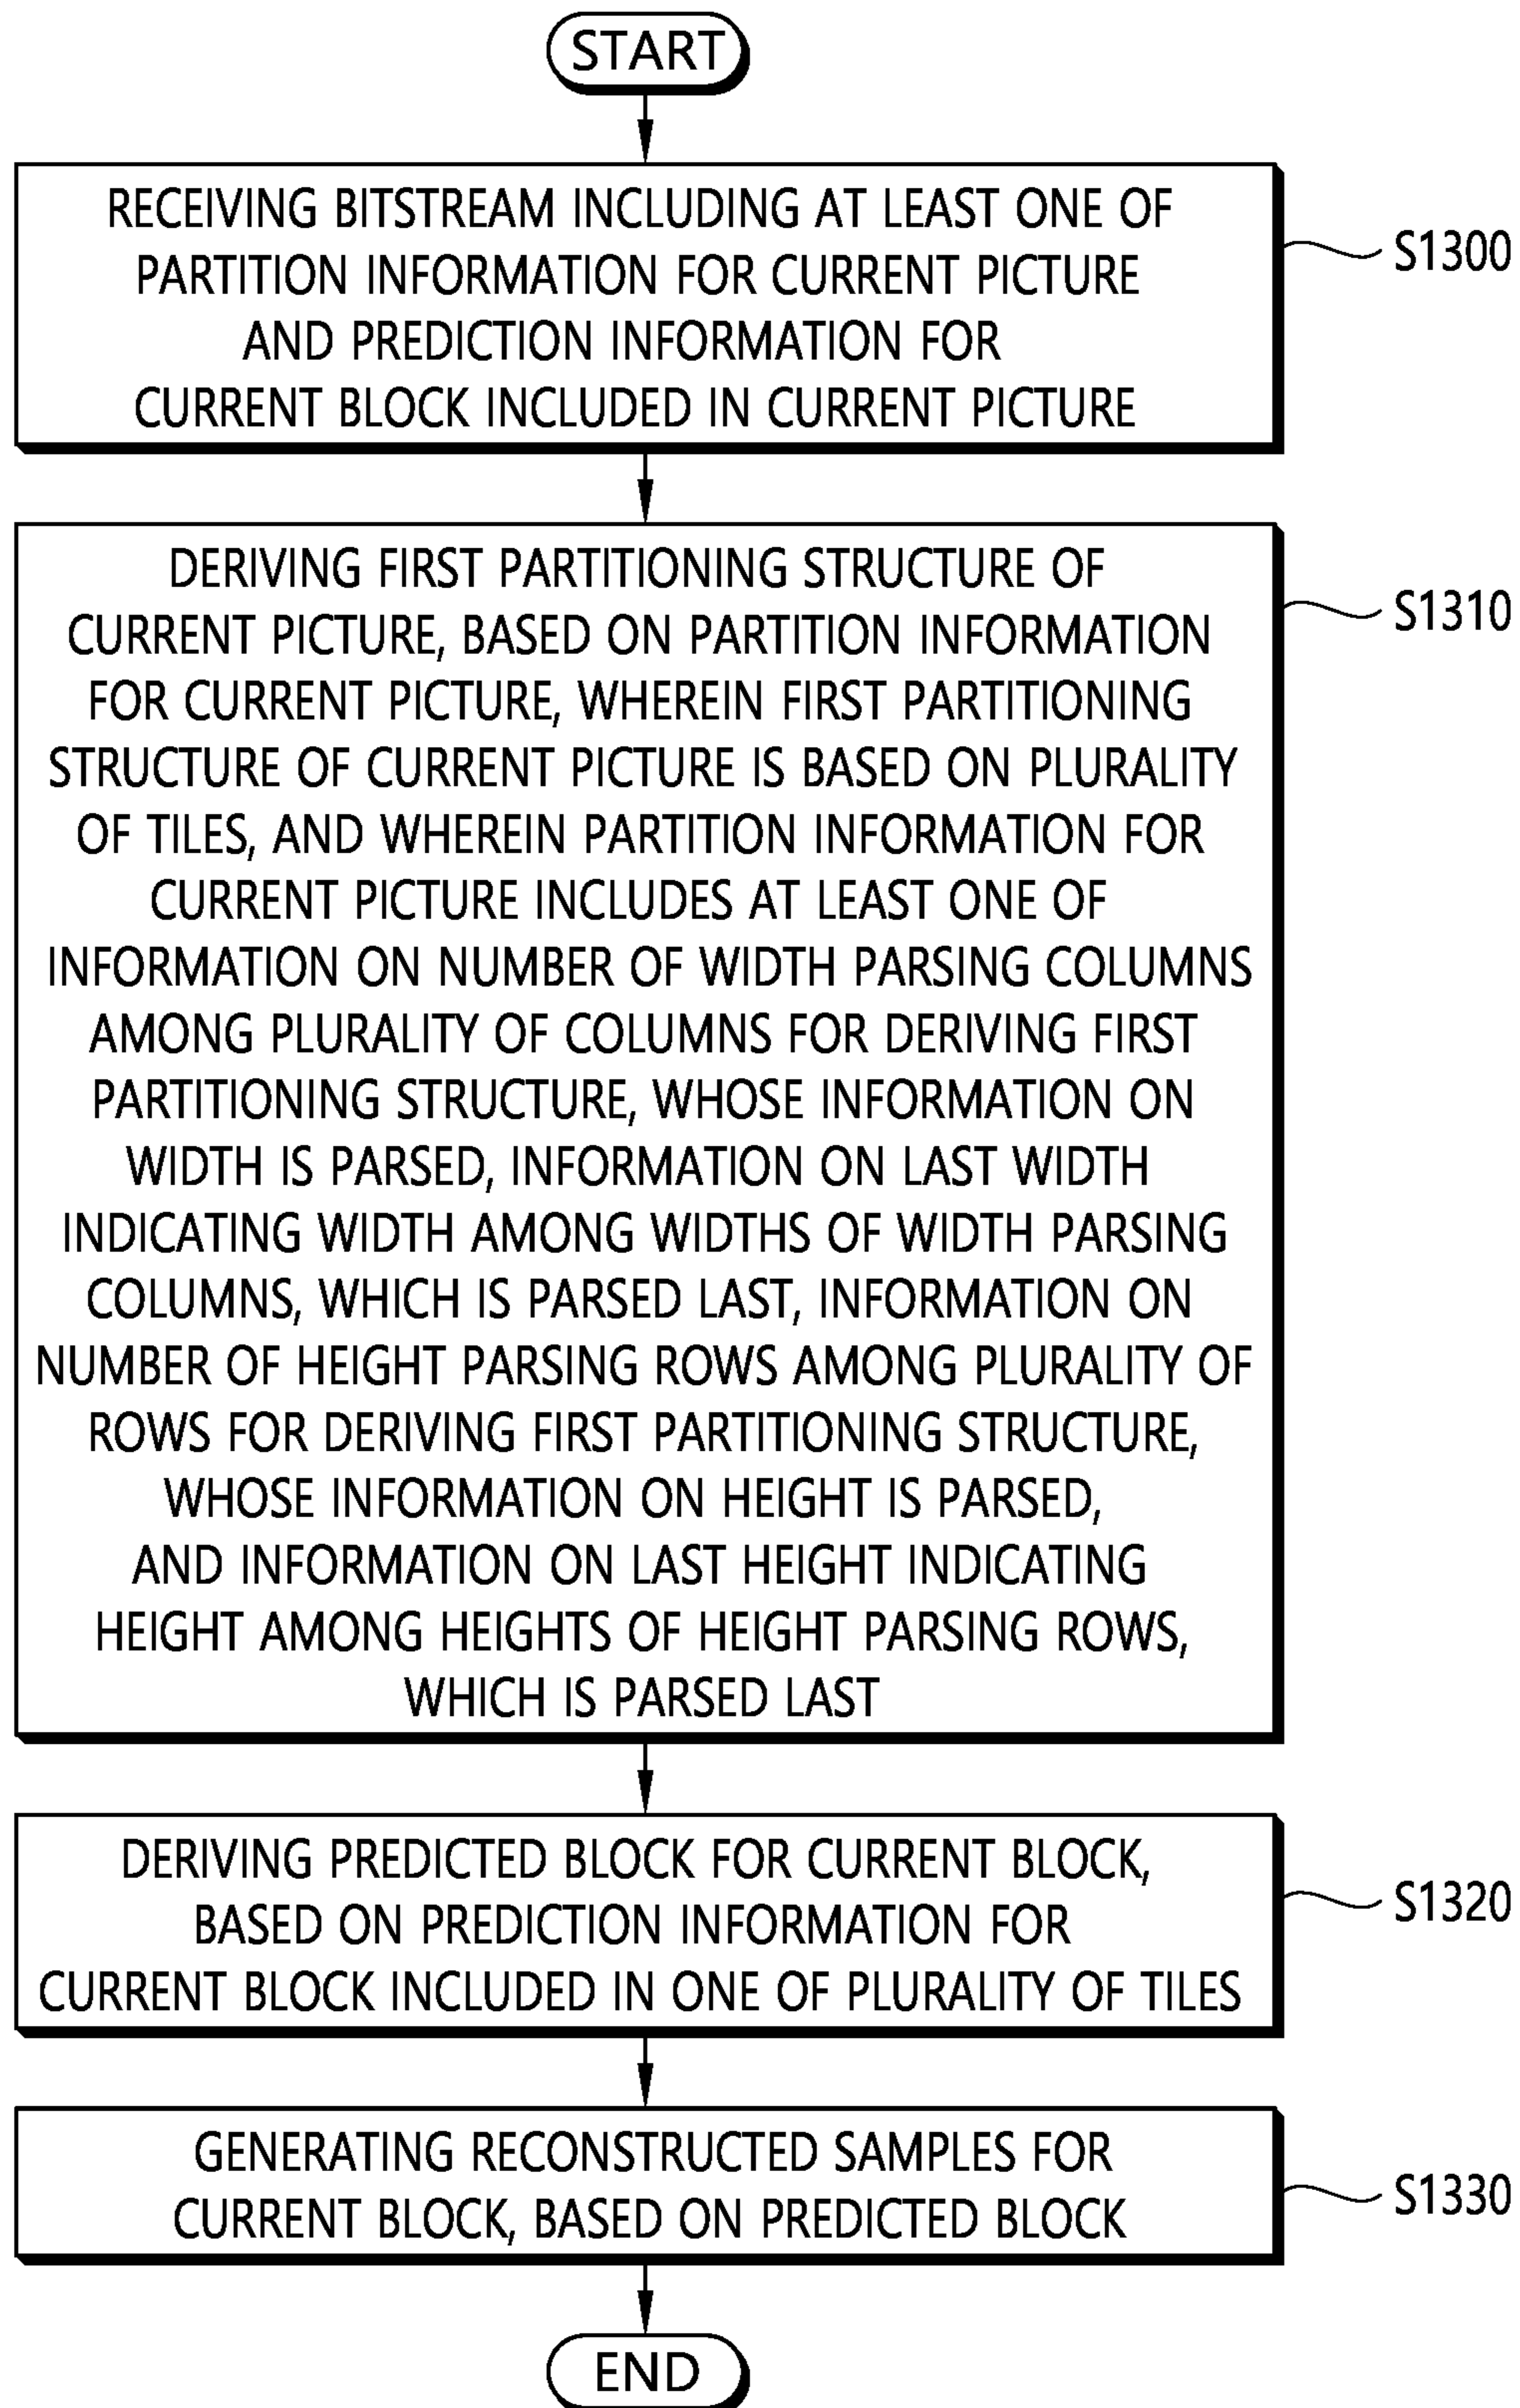 START
RECEIVING BITSTREAM INCLUDING AT LEAST ONE OF
PARTITION INFORMATION FOR CURRENT PICTURE
AND PREDICTION INFORMATION FOR
CURRENT BLOCK INCLUDED IN CURRENT PICTURE
S1300
DERIVING FIRST PARTITIONING STRUCTURE OF
CURRENT PICTURE, BASED ON PARTITION INFORMATION
FOR CURRENT PICTURE, WHEREIN FIRST PARTITIONING
STRUCTURE OF CURRENT PICTURE IS BASED ON PLURALITY
OF TILES, AND WHEREIN PARTITION INFORMATION FOR
CURRENT PICTURE INCLUDES AT LEAST ONE OF
INFORMATION ON NUMBER OF WIDTH PARSING COLUMNS
AMONG PLURALITY OF COLUMNS FOR DERIVING FIRST
PARTITIONING STRUCTURE, WHOSE INFORMATION ON
WIDTH IS PARSED, INFORMATION ON LAST WIDTH
INDICATING WIDTH AMONG WIDTHS OF WIDTH PARSING
COLUMNS, WHICH IS PARSED LAST, INFORMATION ON
NUMBER OF HEIGHT PARSING ROWS AMONG PLURALITY OF
ROWS FOR DERIVING FIRST PARTITIONING STRUCTURE,
WHOSE INFORMATION ON HEIGHT IS PARSED,
AND INFORMATION ON LAST HEIGHT INDICATING
HEIGHT AMONG HEIGHTS OF HEIGHT PARSING ROWS,
WHICH IS PARSED LAST
S1310
DERIVING PREDICTED BLOCK FOR CURRENT BLOCK,
BASED ON PREDICTION INFORMATION FOR
CURRENT BLOCK INCLUDED IN ONE OF PLURALITY OF TILES
S1320
GENERATING RECONSTRUCTED SAMPLES FOR
CURRENT BLOCK, BASED ON PREDICTED BLOCK
S1330
END